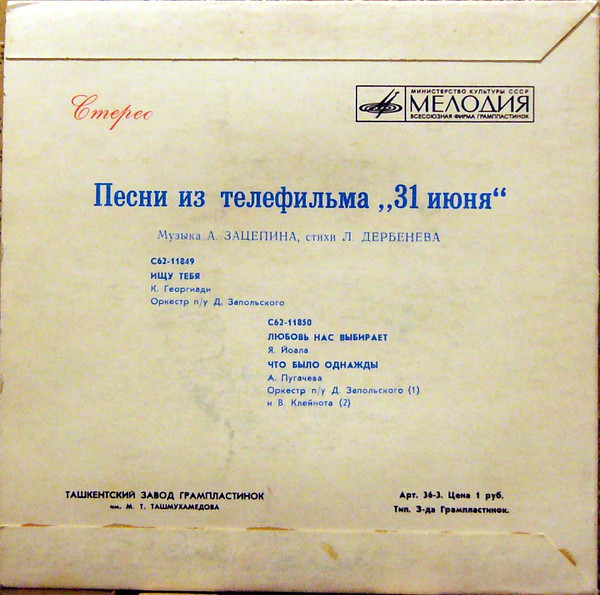 Стерео
МИНИСТЕРСТВО КУЛЬТУРЫ СССР
МЕЛОДИЯ
ВСЕСОЮЗНАЯ ФИРМА ГРАМПЛАСТИНОК
Песни из телефильма „31 июня“
Музыка А. ЗАЦЕПИНА, стихи Л. ДЕРБЕНЕВА
С62-11849
ИЩУ ТЕБЯ
К. Георгиади
Оркестр п/у Д. Запольского
С62-11850
ЛЮБОВЬ НАС ВЫБИРАЕТ
Я. Йоала
ЧТО БЫЛО ОДНАЖДЫ
А. Пугачева
Оркестр п/у Д. Запольского (1)
и В. Клейнота (2)
ТАШКЕНТСКИЙ ЗАВОД ГРАМПЛАСТИНОК
им. М. Т. ТАШМУХАМЕДОВА
Арт. 36-3. Цена 1 руб.
Тип. З-да Грампластинок.